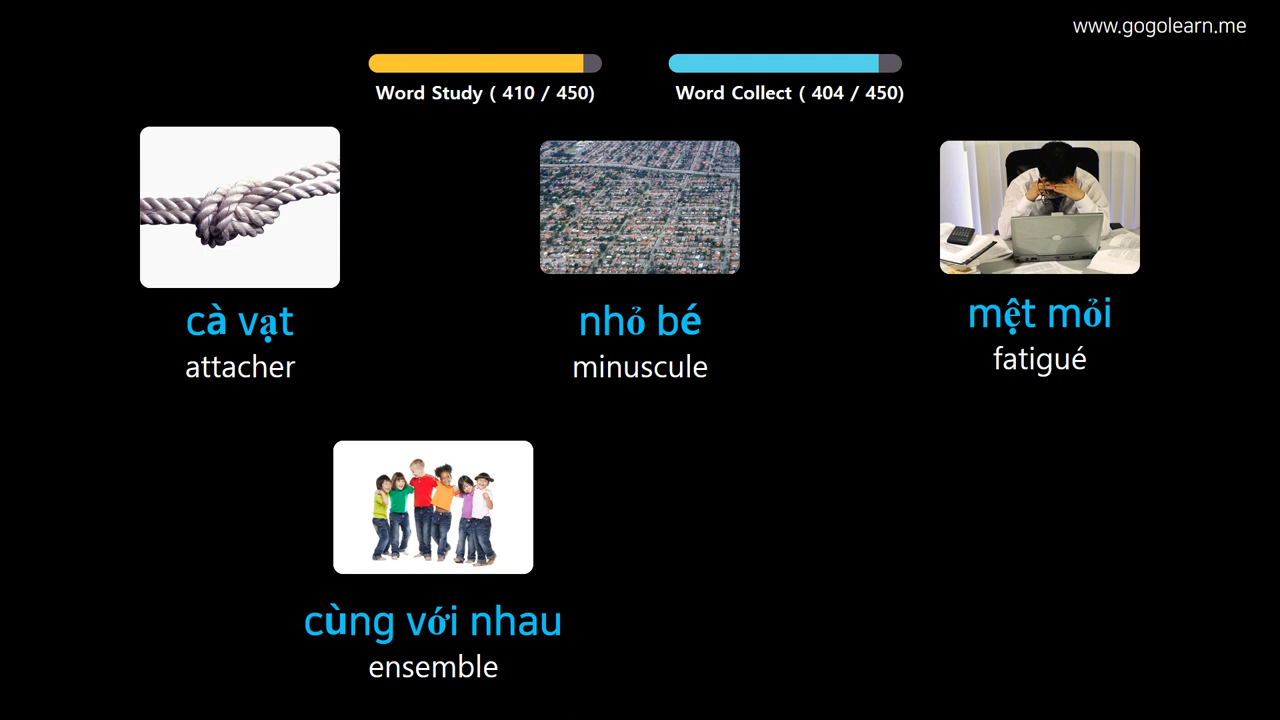 www.gogolearn.me
Word Study ( 410 / 450)
Word Collect ( 404 / 450)
cà vạt
attacher
nhỏ bé
minuscule
mệt mỏi
fatigué
cùng với nhau
ensemble